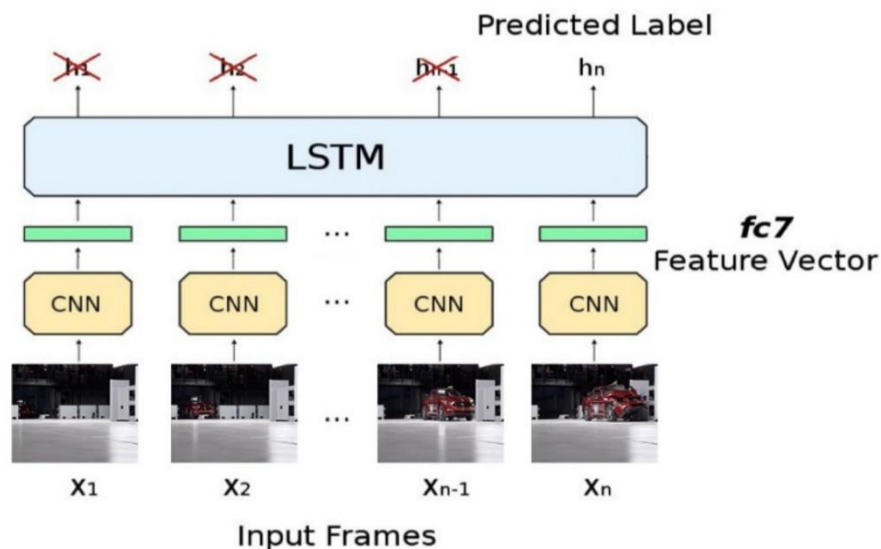 Predicted Label
h1 h2 hn-1 hn
LSTM
...
fc7
Feature Vector
CNN CNN ... CNN CNN
...
x1 x2 xn-1 xn
Input Frames